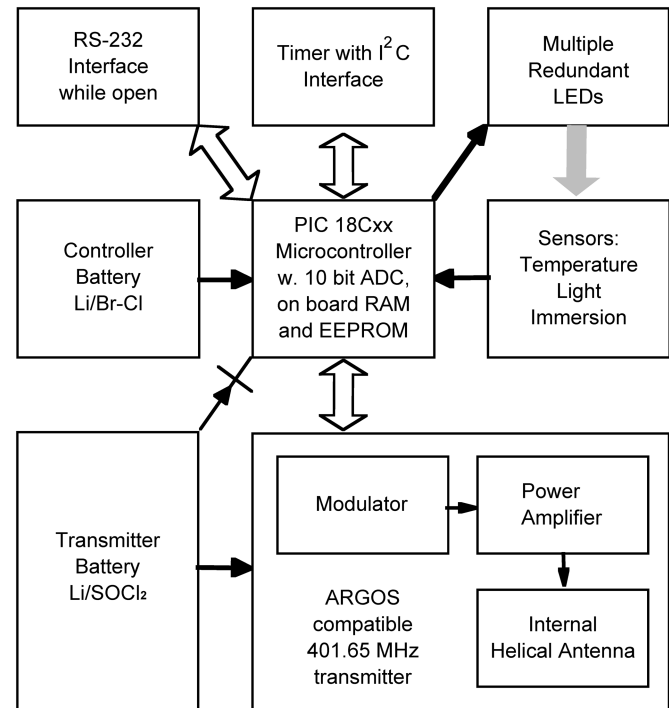 RS-232
Interface
while open
Timer with I²C
Interface
Multiple
Redundant
LEDs
Controller
Battery
Li/Br-Cl
PIC 18Cxx
Microcontroller
w. 10 bit ADC,
on board RAM
and EEPROM
Sensors:
Temperature
Light
Immersion
Transmitter
Battery
Li/SOCl₂
Modulator
Power
Amplifier
ARGOS
compatible
401.65 MHz
transmitter
Internal
Helical Antenna